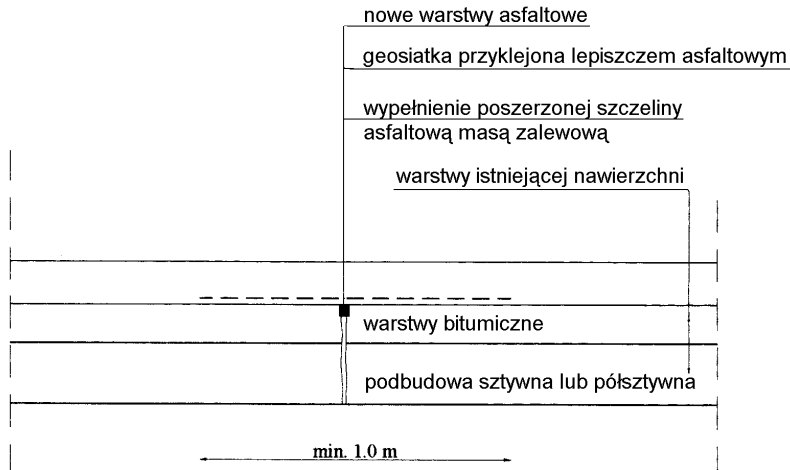 nowe warstwy asfaltowe
geosiatka przyklejona lepiszczem asfaltowym
wypełnienie poszerzonej szczeliny
asfaltową masą zalewową
warstwy istniejącej nawierzchni
warstwy bitumiczne
podbudowa sztywna lub półsztywna
min. 1.0 m